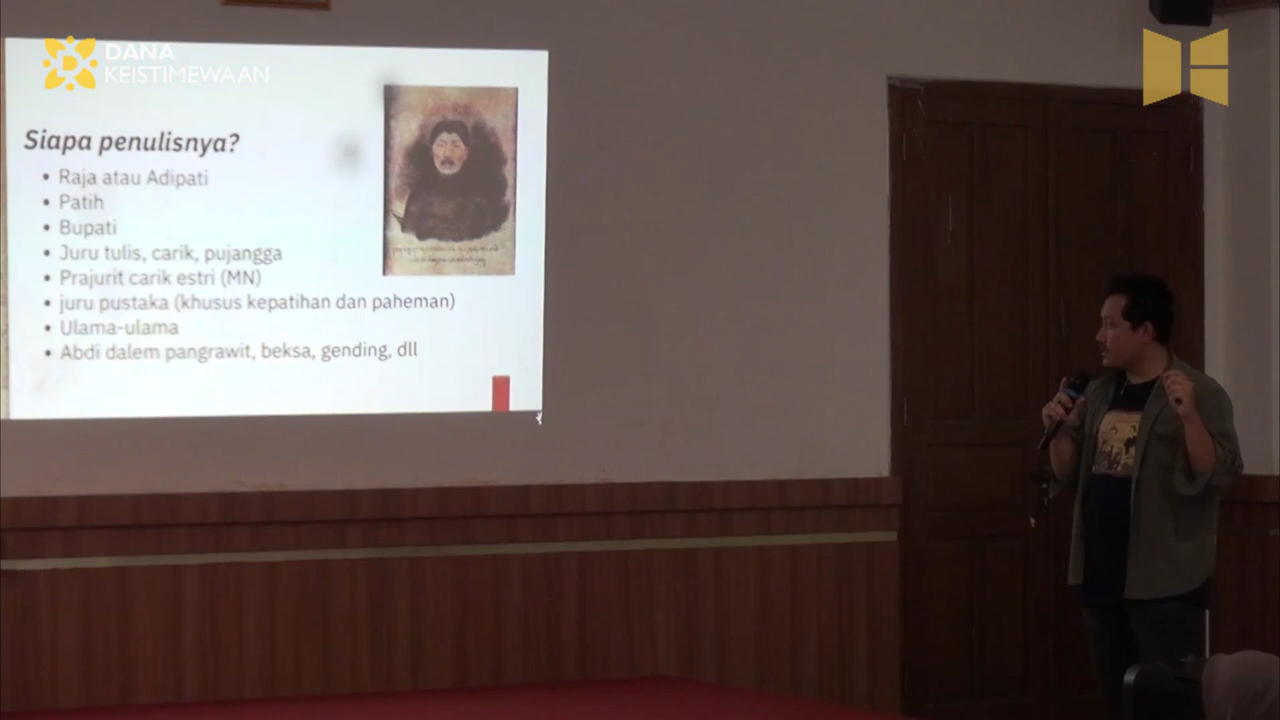 DANA
KEISTIMEWAAN
Siapa penulisnya?
• Raja atau Adipati
• Patih
• Bupati
• Juru tulis, carik, pujangga
• Prajurit carik estri (MN)
• juru pustaka (khusus kepatihan dan paheman)
• Ulama-ulama
• Abdi dalem pangrawit, beksa, gending, dll